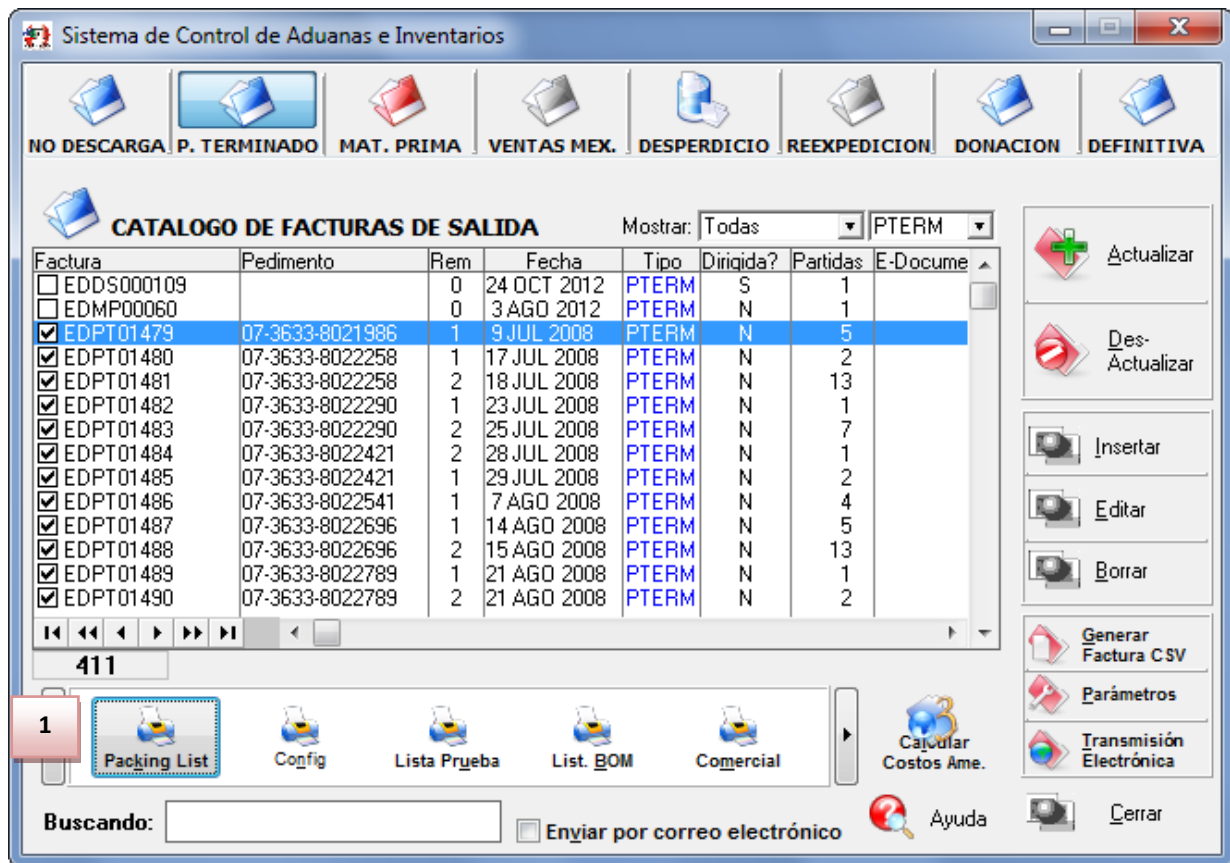 Sistema de Control de Aduanas e Inventarios
NO DESCARGA P. TERMINADO MAT. PRIMA VENTAS MEX. DESPERDICIO REEXPEDICION DONACION DEFINITIVA
CATALOGO DE FACTURAS DE SALIDA Mostrar: Todas PTERM
Factura Pedimento Rem Fecha Tipo Dirigida? Partidas E-Docume
EDDS000109 0 24 OCT 2012 PTERM S 1
EDMP00060 0 3 AGO 2012 PTERM N 1
EDPT01479 07-3633-8021986 1 9 JUL 2008 PTERM N 5
EDPT01480 07-3633-8022258 1 17 JUL 2008 PTERM N 2
EDPT01481 07-3633-8022258 2 18 JUL 2008 PTERM N 13
EDPT01482 07-3633-8022290 1 23 JUL 2008 PTERM N 1
EDPT01483 07-3633-8022290 2 25 JUL 2008 PTERM N 7
EDPT01484 07-3633-8022421 2 28 JUL 2008 PTERM N 1
EDPT01485 07-3633-8022421 1 29 JUL 2008 PTERM N 2
EDPT01486 07-3633-8022541 1 7 AGO 2008 PTERM N 4
EDPT01487 07-3633-8022696 1 14 AGO 2008 PTERM N 5
EDPT01488 07-3633-8022696 2 15 AGO 2008 PTERM N 13
EDPT01489 07-3633-8022789 1 21 AGO 2008 PTERM N 1
EDPT01490 07-3633-8022789 2 21 AGO 2008 PTERM N 2
411
Actualizar
Des-
Actualizar
Insertar
Editar
Borrar
Generar
Factura CSV
Parámetros
Transmisión
Electrónica
1
Packing List Config Lista Prueba List. BOM Comercial
Calcular
Costos Ame.
Buscando: Enviar por correo electrónico Ayuda Cerrar